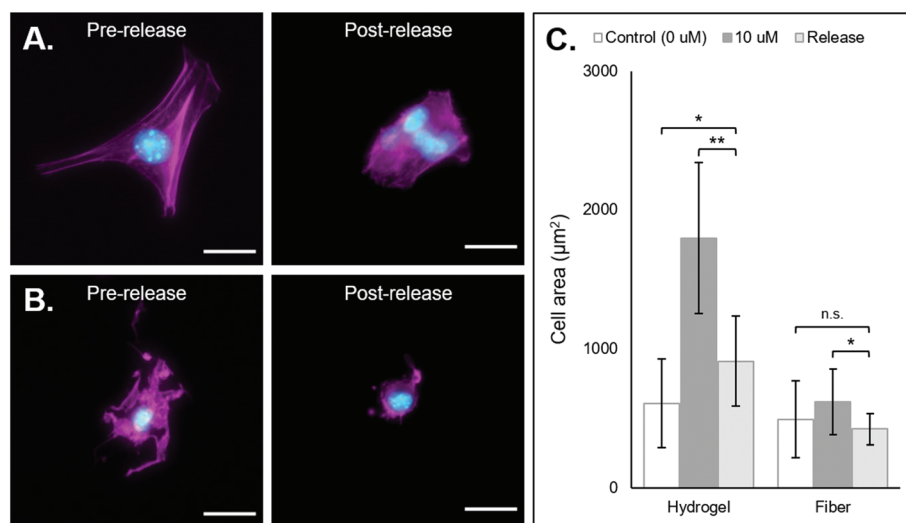 A.
Pre-release
Post-release
B.
Pre-release
Post-release
C.
Control (0 uM) 10 uM Release
Cell area (µm²)
3000
2000
1000
0
*
**
n.s.
*
Hydrogel Fiber